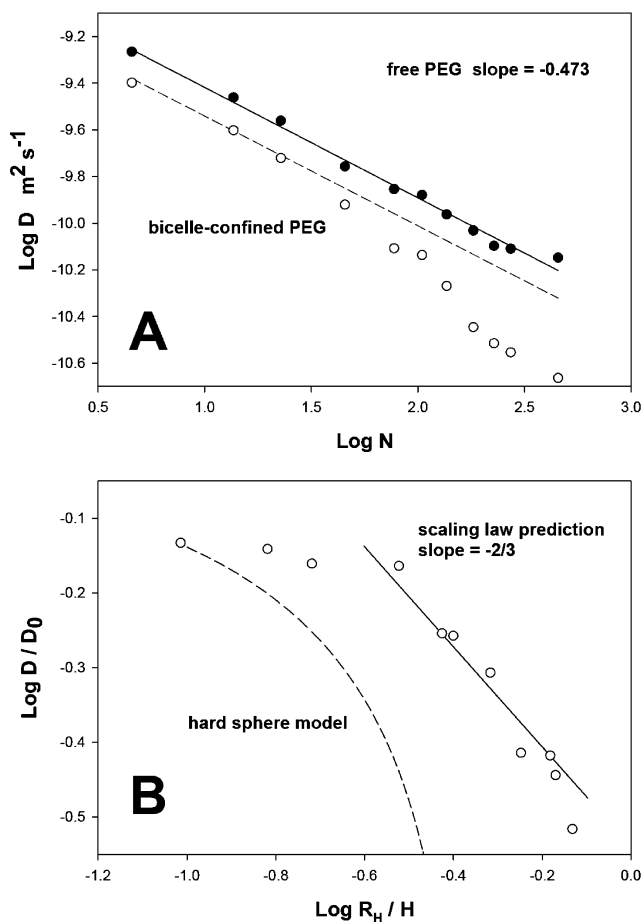 -9.2
-9.4
-9.6
-9.8
-10.0
-10.2
-10.4
-10.6
Log D m² s⁻¹
free PEG slope = -0.473
bicelle-confined PEG
A
0.5 1.0 1.5 2.0 2.5 3.0
Log N
-0.1
-0.2
-0.3
-0.4
-0.5
Log D / D₀
scaling law prediction
slope = -2/3
hard sphere model
B
-1.2 -1.0 -0.8 -0.6 -0.4 -0.2 0.0
Log R_H / H